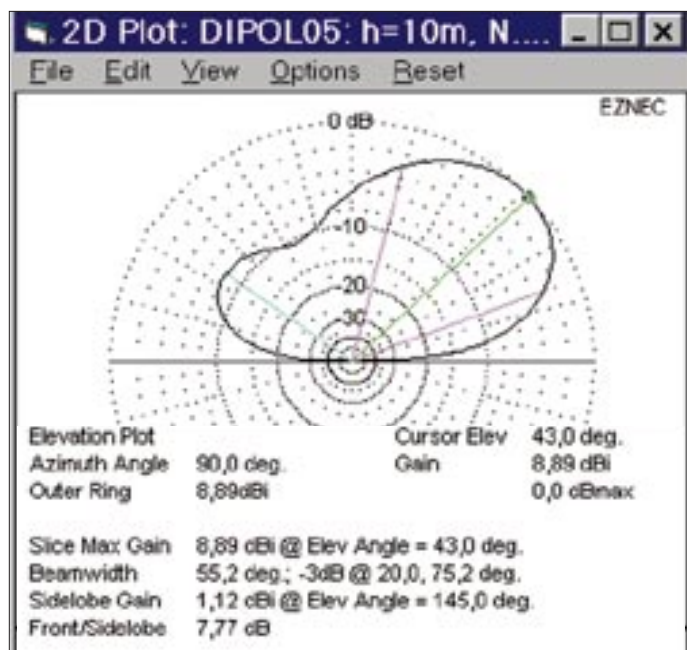 2D Plot: DIPOL05: h=10m, N....
File Edit View Options Reset
EZNEC
0 dB
-10
-20
-30
Elevation Plot Cursor Elev 43,0 deg.
Azimuth Angle 90,0 deg. Gain 8,89 dBi
Outer Ring 8,89dBi 0,0 dBmax
Slice Max Gain 8,89 dBi @ Elev Angle = 43,0 deg.
Beamwidth 55,2 deg.; -3dB @ 20,0, 75,2 deg.
Sidelobe Gain 1,12 dBi @ Elev Angle = 145,0 deg.
Front/Sidelobe 7,77 dB